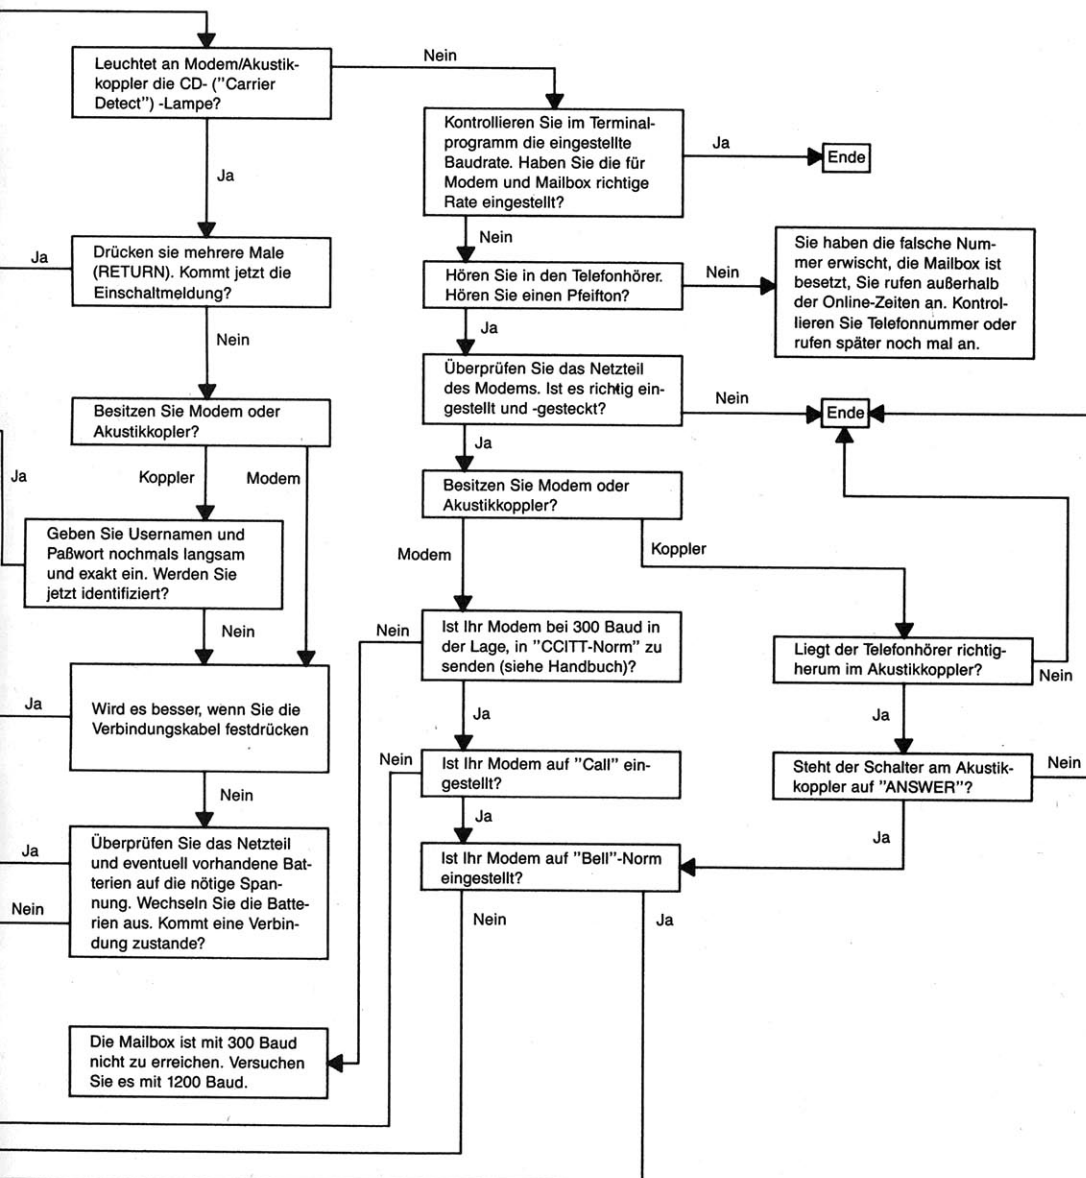 Leuchtet an Modem/Akustik-
koppler die CD- ("Carrier
Detect") -Lampe?
Nein
Ja
Kontrollieren Sie im Terminal-
programm die eingestellte
Baudrate. Haben Sie die für
Modem und Mailbox richtige
Rate eingestellt?
Ja
Ende
Nein
Drücken sie mehrere Male
(RETURN). Kommt jetzt die
Einschaltmeldung?
Ja
Nein
Hören Sie in den Telefonhörer.
Hören Sie einen Pfeifton?
Nein
Ja
Sie haben die falsche Num-
mer erwischt, die Mailbox ist
besetzt, Sie rufen außerhalb
der Online-Zeiten an. Kontrol-
lieren Sie Telefonnummer oder
rufen später noch mal an.
Überprüfen Sie das Netzteil
des Modems. Ist es richtig ein-
gestellt und -gesteckt?
Nein
Ende
Ja
Besitzen Sie Modem oder
Akustikkopler?
Koppler
Modem
Besitzen Sie Modem oder
Akustikkoppler?
Modem
Koppler
Ja
Geben Sie Usernamen und
Paßwort nochmals langsam
und exakt ein. Werden Sie
jetzt identifiziert?
Nein
Ist Ihr Modem bei 300 Baud in
der Lage, in "CCITT-Norm" zu
senden (siehe Handbuch)?
Nein
Ja
Liegt der Telefonhörer richtig-
herum im Akustikkoppler?
Nein
Ja
Wird es besser, wenn Sie die
Verbindungskabel festdrücken
Ja
Nein
Ist Ihr Modem auf "Call" ein-
gestellt?
Nein
Ja
Steht der Schalter am Akustik-
koppler auf "ANSWER"?
Nein
Ja
Überprüfen Sie das Netzteil
und eventuell vorhandene Bat-
terien auf die nötige Span-
nung. Wechseln Sie die Batte-
rien aus. Kommt eine Verbin-
dung zustande?
Ja
Nein
Ist Ihr Modem auf "Bell"-Norm
eingestellt?
Nein
Ja
Die Mailbox ist mit 300 Baud
nicht zu erreichen. Versuchen
Sie es mit 1200 Baud.